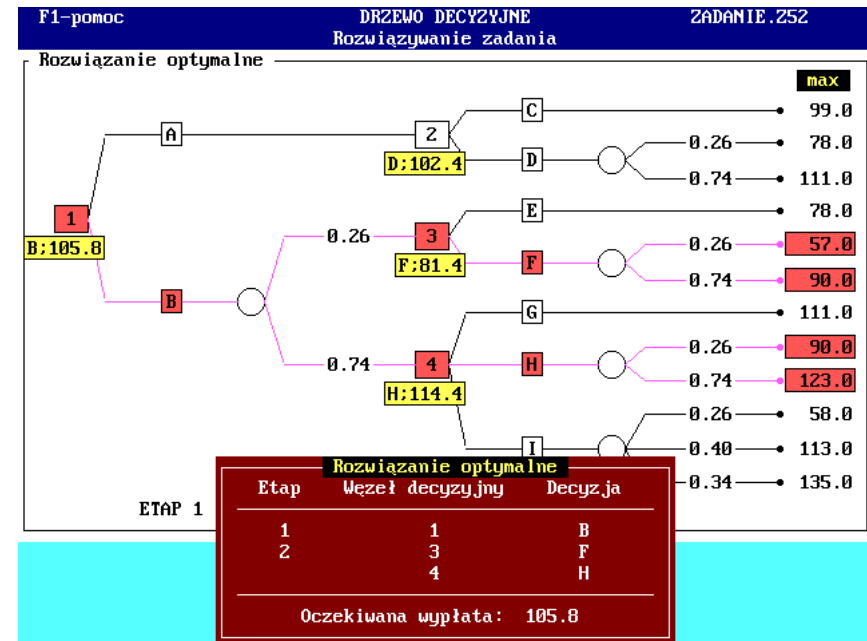 F1-pomoc DRZEWO DECYZYJNE ZADANIE.Z52
Rozwiązywanie zadania
Rozwiązanie optymalne
max
C 99.0
A 2 0.26 78.0
D;102.4 D
0.74 111.0
1 E 78.0
B;105.8 0.26 3 0.26 57.0
F;81.4 F
0.74 90.0
B G 111.0
0.26 90.0
0.74 4 H
H;114.4 0.74 123.0
0.26 58.0
I 0.40 113.0
0.34 135.0
ETAP 1
Rozwiązanie optymalne
Etap Węzeł decyzyjny Decyzja
1 1 B
2 3 F
4 H
Oczekiwana wypłata: 105.8